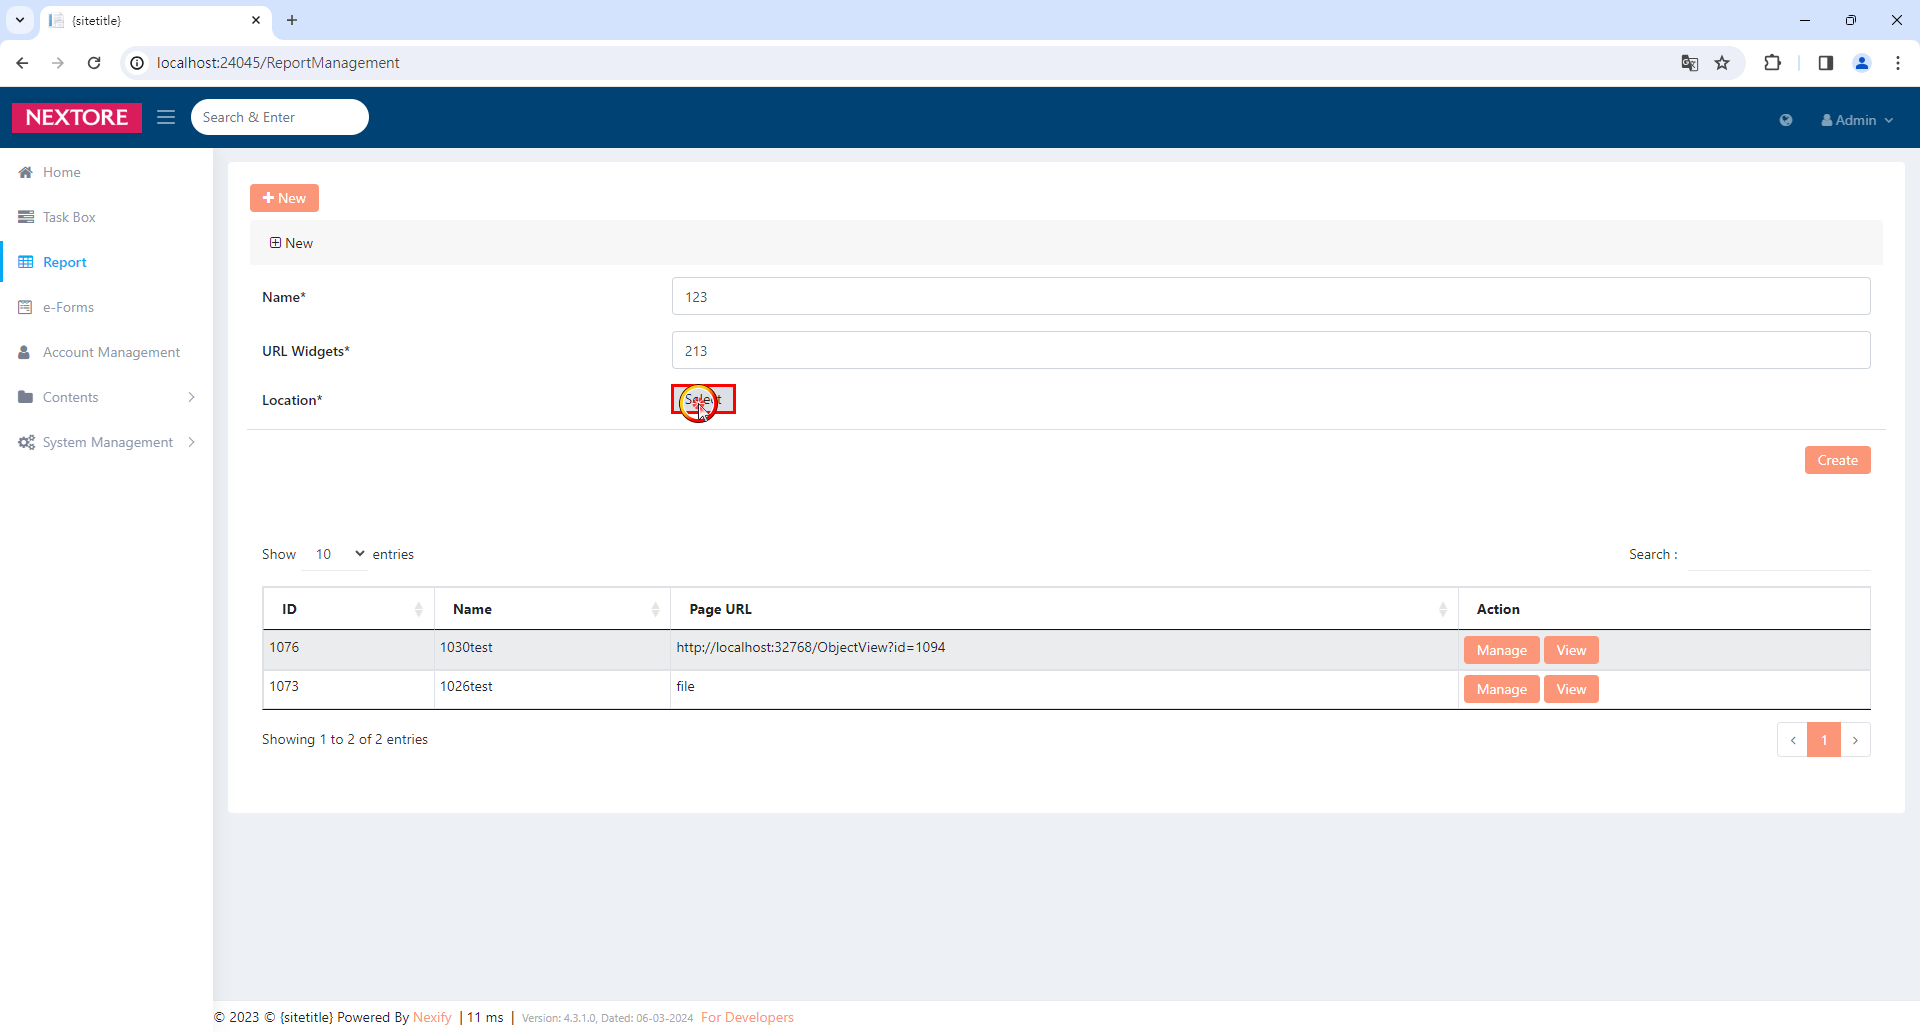 {sitetitle}
localhost:24045/ReportManagement
NEXTORE
Search & Enter
Admin
Home
Task Box
Report
e-Forms
Account Management
Contents
System Management
New
New
Name*
123
URL Widgets*
213
Location*
Select
Create
Show 10 entries
Search :
ID Name Page URL Action
1076 1030test http://localhost:32768/ObjectView?id=1094 Manage View
1073 1026test file Manage View
Showing 1 to 2 of 2 entries
< 1 >
© 2023 © {sitetitle} Powered By Nexify | 11 ms | Version: 4.3.1.0, Dated: 06-03-2024 For Developers